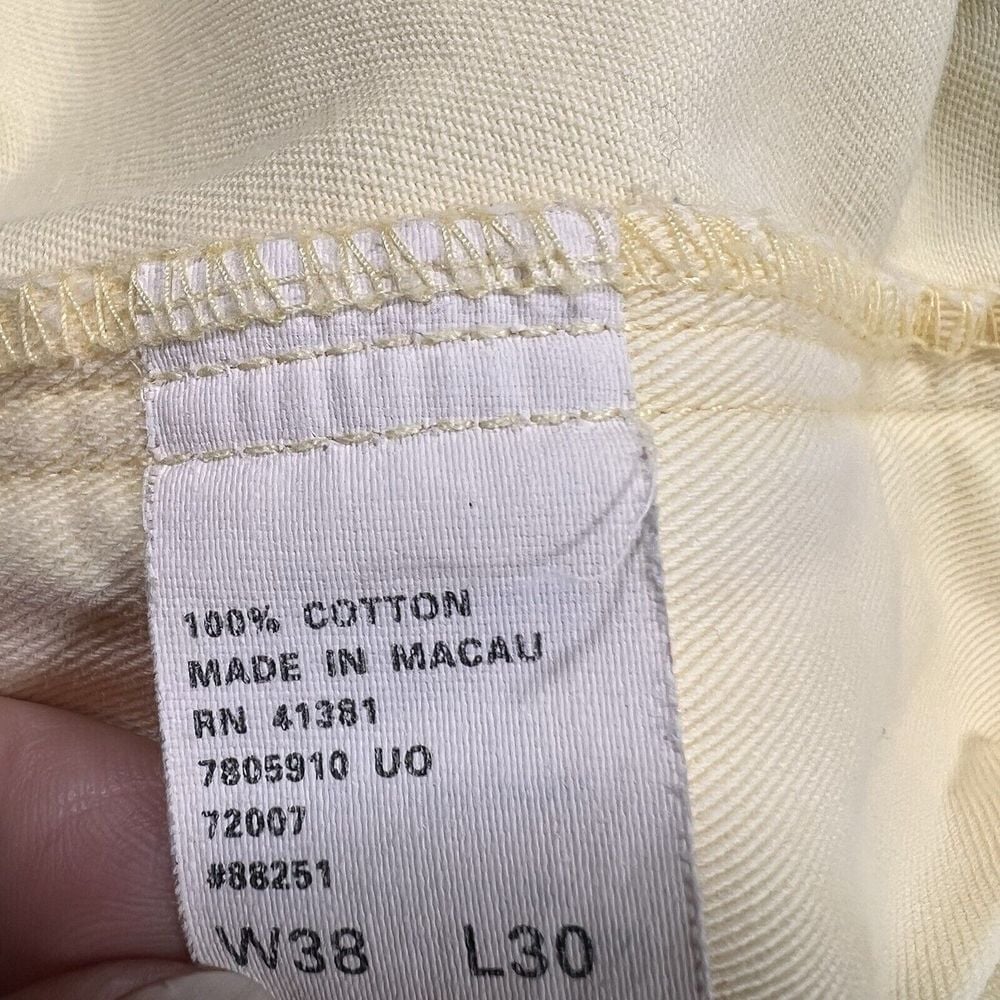 100% COTTON
MADE IN MACAU
RN 41381
7805910 UO
72007
#88251
W38 L30